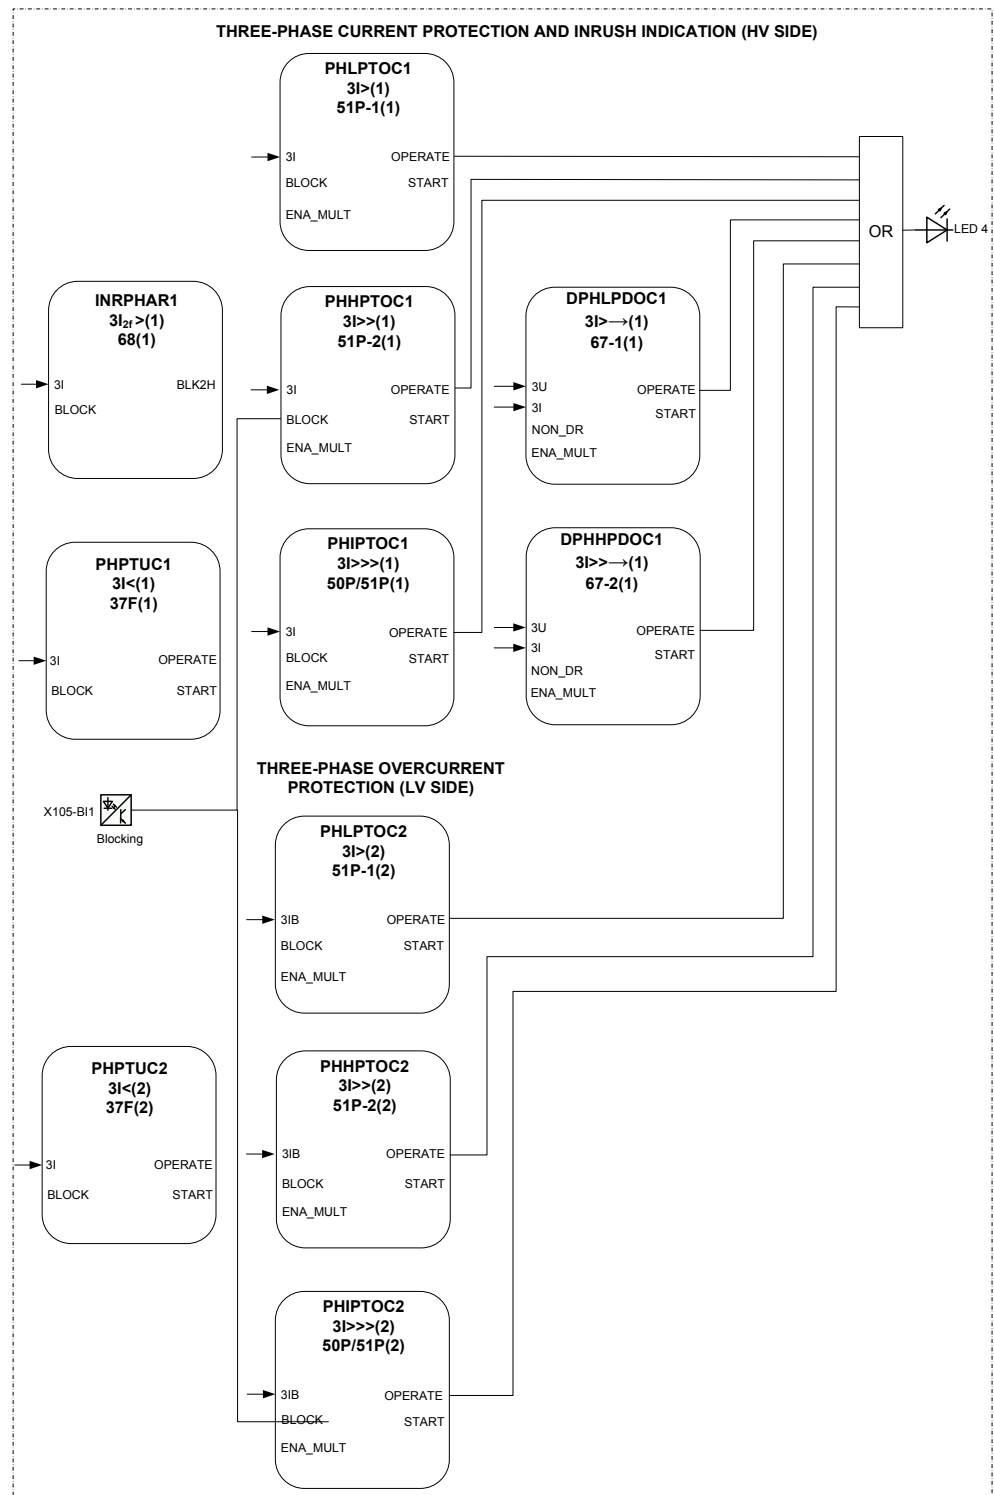 THREE-PHASE CURRENT PROTECTION AND INRUSH INDICATION (HV SIDE)
PHLPTOC1
3I>(1)
51P-1(1)
3I
OPERATE
BLOCK
START
ENA_MULT
OR
LED 4
INRPHAR1
3I2f >(1)
68(1)
3I
BLK2H
BLOCK
PHHPTOC1
3I>>(1)
51P-2(1)
3I
OPERATE
BLOCK
START
ENA_MULT
DPHLPDOC1
3I>→(1)
67-1(1)
3U
OPERATE
3I
START
NON_DR
ENA_MULT
PHPTUC1
3I<(1)
37F(1)
3I
OPERATE
BLOCK
START
PHIPTOC1
3I>>>(1)
50P/51P(1)
3I
OPERATE
BLOCK
START
ENA_MULT
DPHHPDOC1
3I>>→(1)
67-2(1)
3U
OPERATE
3I
START
NON_DR
ENA_MULT
THREE-PHASE OVERCURRENT
PROTECTION (LV SIDE)
X105-BI1
Blocking
PHLPTOC2
3I>(2)
51P-1(2)
3IB
OPERATE
BLOCK
START
ENA_MULT
PHPTUC2
3I<(2)
37F(2)
3I
OPERATE
BLOCK
START
PHHPTOC2
3I>>(2)
51P-2(2)
3IB
OPERATE
BLOCK
START
ENA_MULT
PHIPTOC2
3I>>>(2)
50P/51P(2)
3IB
OPERATE
BLOCK
START
ENA_MULT